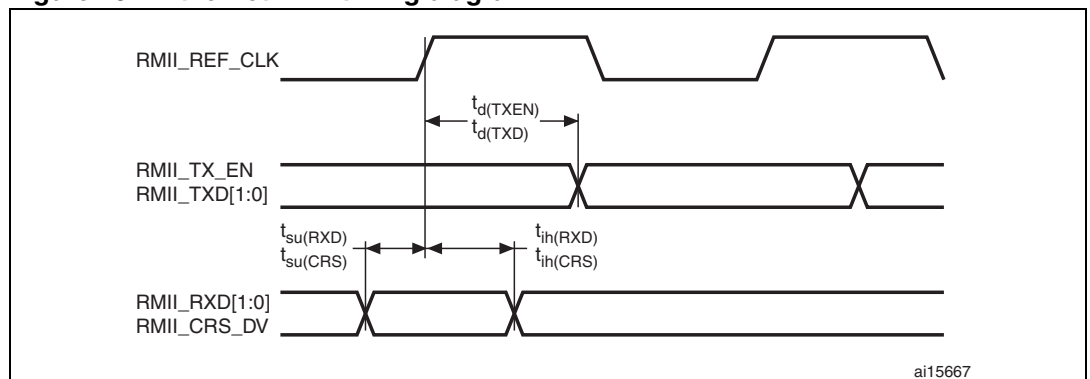 RMII_REF_CLK
td(TXEN)
td(TXD)
RMII_TX_EN
RMII_TXD[1:0]
tsu(RXD)
tsu(CRS)
tih(RXD)
tih(CRS)
RMII_RXD[1:0]
RMII_CRS_DV
ai15667